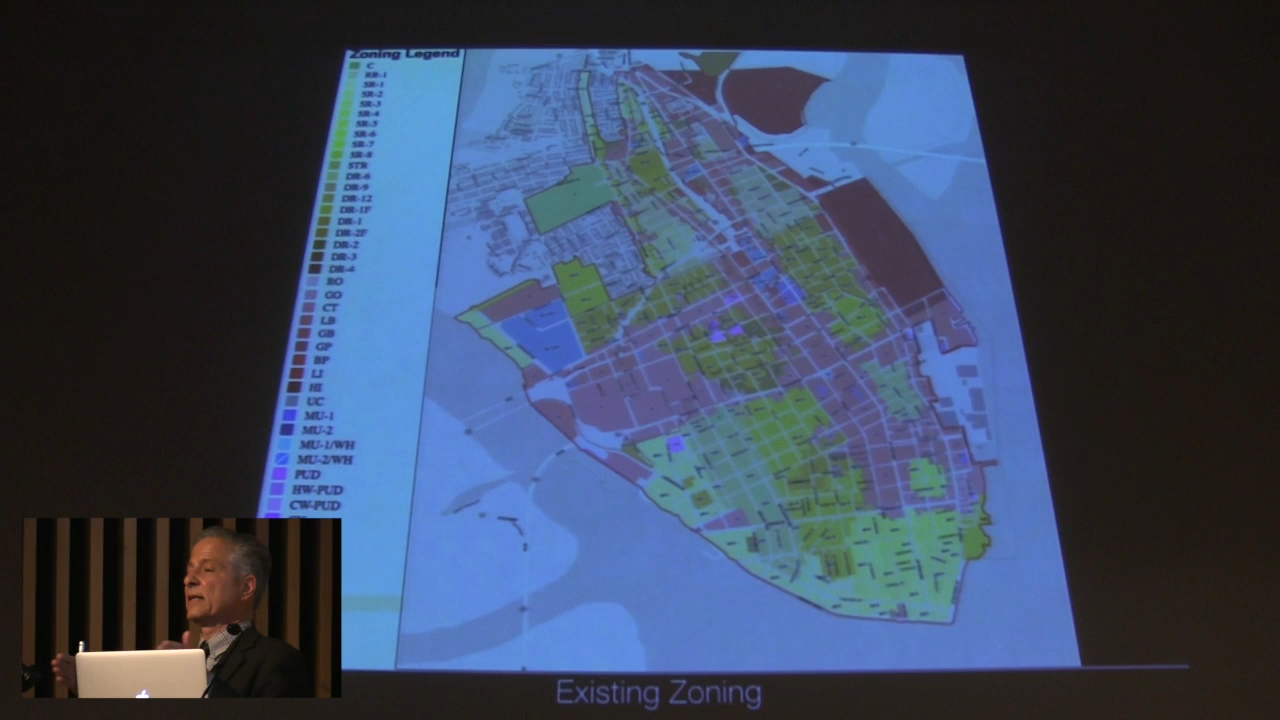 Zoning Legend
C
RR-1
SR-1
SR-2
SR-3
SR-4
SR-5
SR-6
SR-7
SR-8
STR
DR-6
DR-9
DR-12
DR-1F
DR-1
DR-2F
DR-2
DR-3
DR-4
RO
GO
CT
LB
GB
GP
BP
LI
HI
UC
MU-1
MU-2
MU-1/WH
MU-2/WH
PUD
HW-PUD
CW-PUD
Existing Zoning